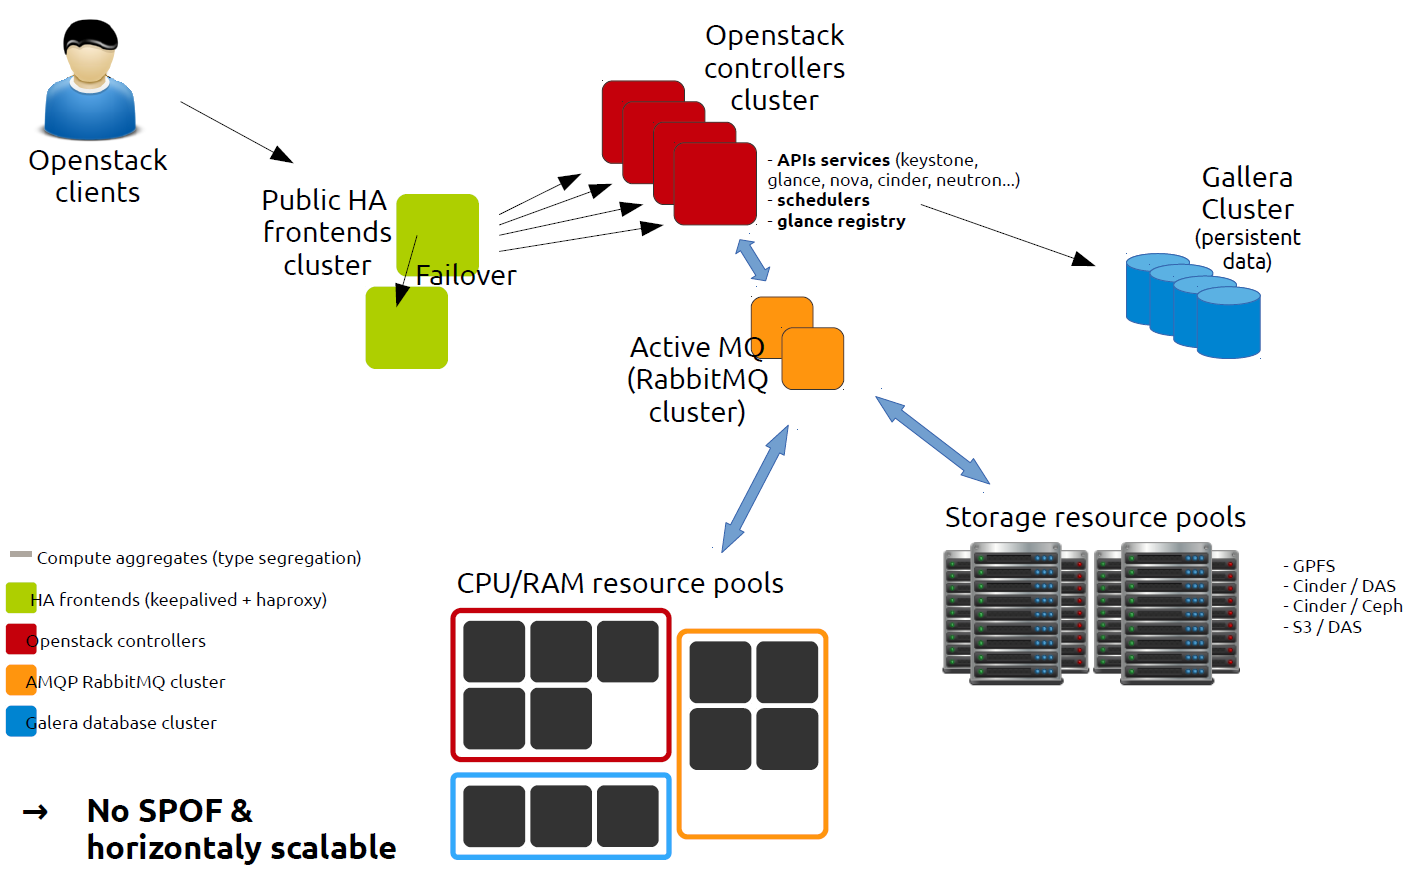 Openstack
clients
Public HA
frontends
cluster
Failover
Openstack
controllers
cluster
- APIs services (keystone,
glance, nova, cinder, neutron...)
- schedulers
- glance registry
Gallera
Cluster
(persistent
data)
Active MQ
(RabbitMQ
cluster)
Storage resource pools
- GPFS
- Cinder / DAS
- Cinder / Ceph
- S3 / DAS
CPU/RAM resource pools
Compute aggregates (type segregation)
HA frontends (keepalived + haproxy)
Openstack controllers
AMQP RabbitMQ cluster
Galera database cluster
→ No SPOF &
horizontaly scalable